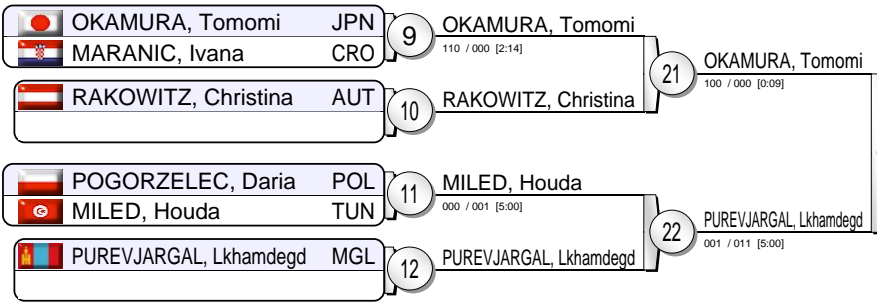 OKAMURA, Tomomi JPN
MARANIC, Ivana CRO
9
OKAMURA, Tomomi
110 / 000 [2:14]
RAKOWITZ, Christina AUT
10
RAKOWITZ, Christina
21
OKAMURA, Tomomi
100 / 000 [0:09]
POGORZELEC, Daria POL
MILED, Houda TUN
11
MILED, Houda
000 / 001 [5:00]
PUREVJARGAL, Lkhamdegd MGL
12
PUREVJARGAL, Lkhamdegd
22
PUREVJARGAL, Lkhamdegd
001 / 011 [5:00]